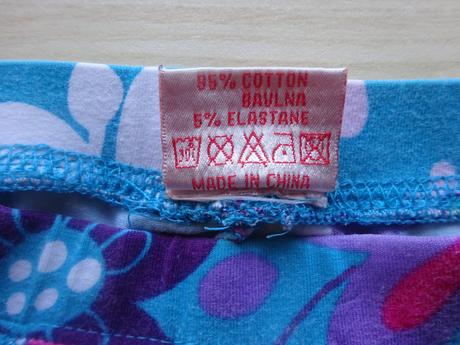 95% COTTON
BAVLNA
5% ELASTANE
MADE IN CHINA